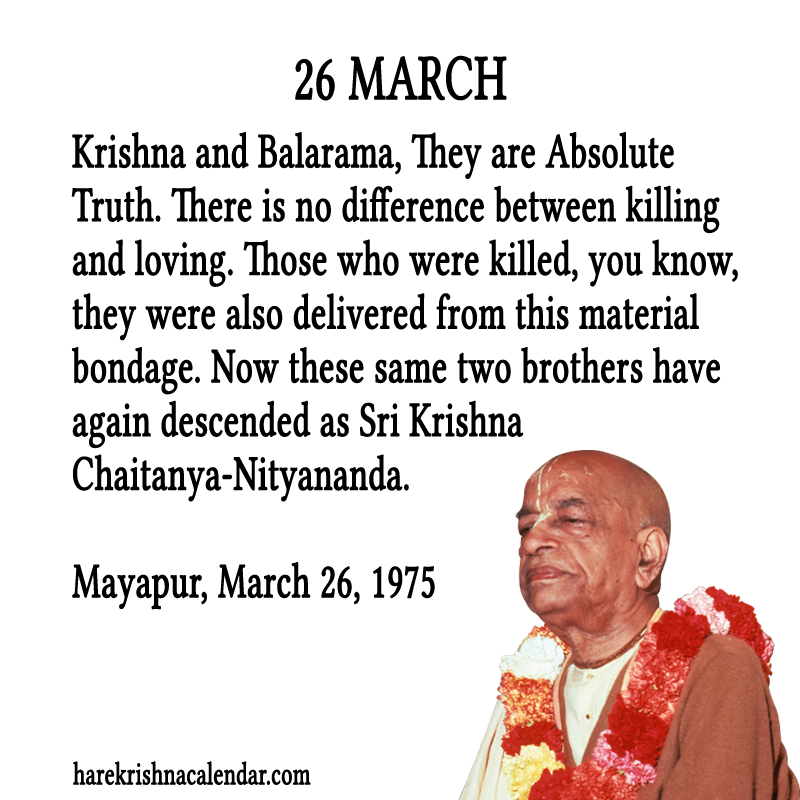 26 MARCH
Krishna and Balarama, They are Absolute
Truth. There is no difference between killing
and loving. Those who were killed, you know,
they were also delivered from this material
bondage. Now these same two brothers have
again descended as Sri Krishna
Chaitanya-Nityananda.
Mayapur, March 26, 1975
harekrishnacalendar.com